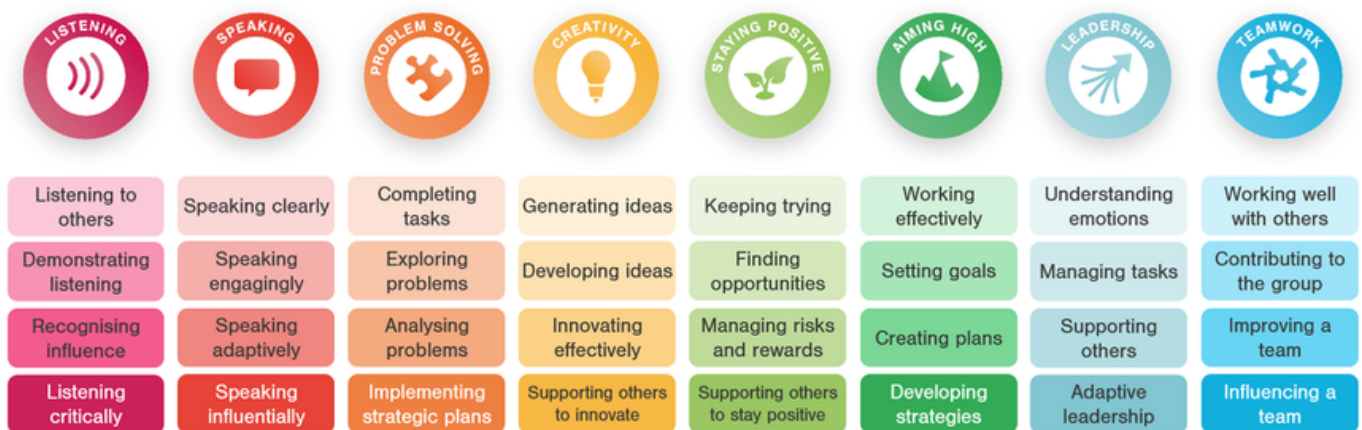 LISTENING
SPEAKING
PROBLEM SOLVING
CREATIVITY
STAYING POSITIVE
AIMING HIGH
LEADERSHIP
TEAMWORK
Listening to
others
Speaking clearly
Completing
tasks
Generating ideas
Keeping trying
Working
effectively
Understanding
emotions
Working well
with others
Demonstrating
listening
Speaking
engagingly
Exploring
problems
Developing ideas
Finding
opportunities
Setting goals
Managing tasks
Contributing to
the group
Recognising
influence
Speaking
adaptively
Analysing
problems
Innovating
effectively
Managing risks
and rewards
Creating plans
Supporting
others
Improving a
team
Listening
critically
Speaking
influentially
Implementing
strategic plans
Supporting others
to innovate
Supporting others
to stay positive
Developing
strategies
Adaptive
leadership
Influencing a
team